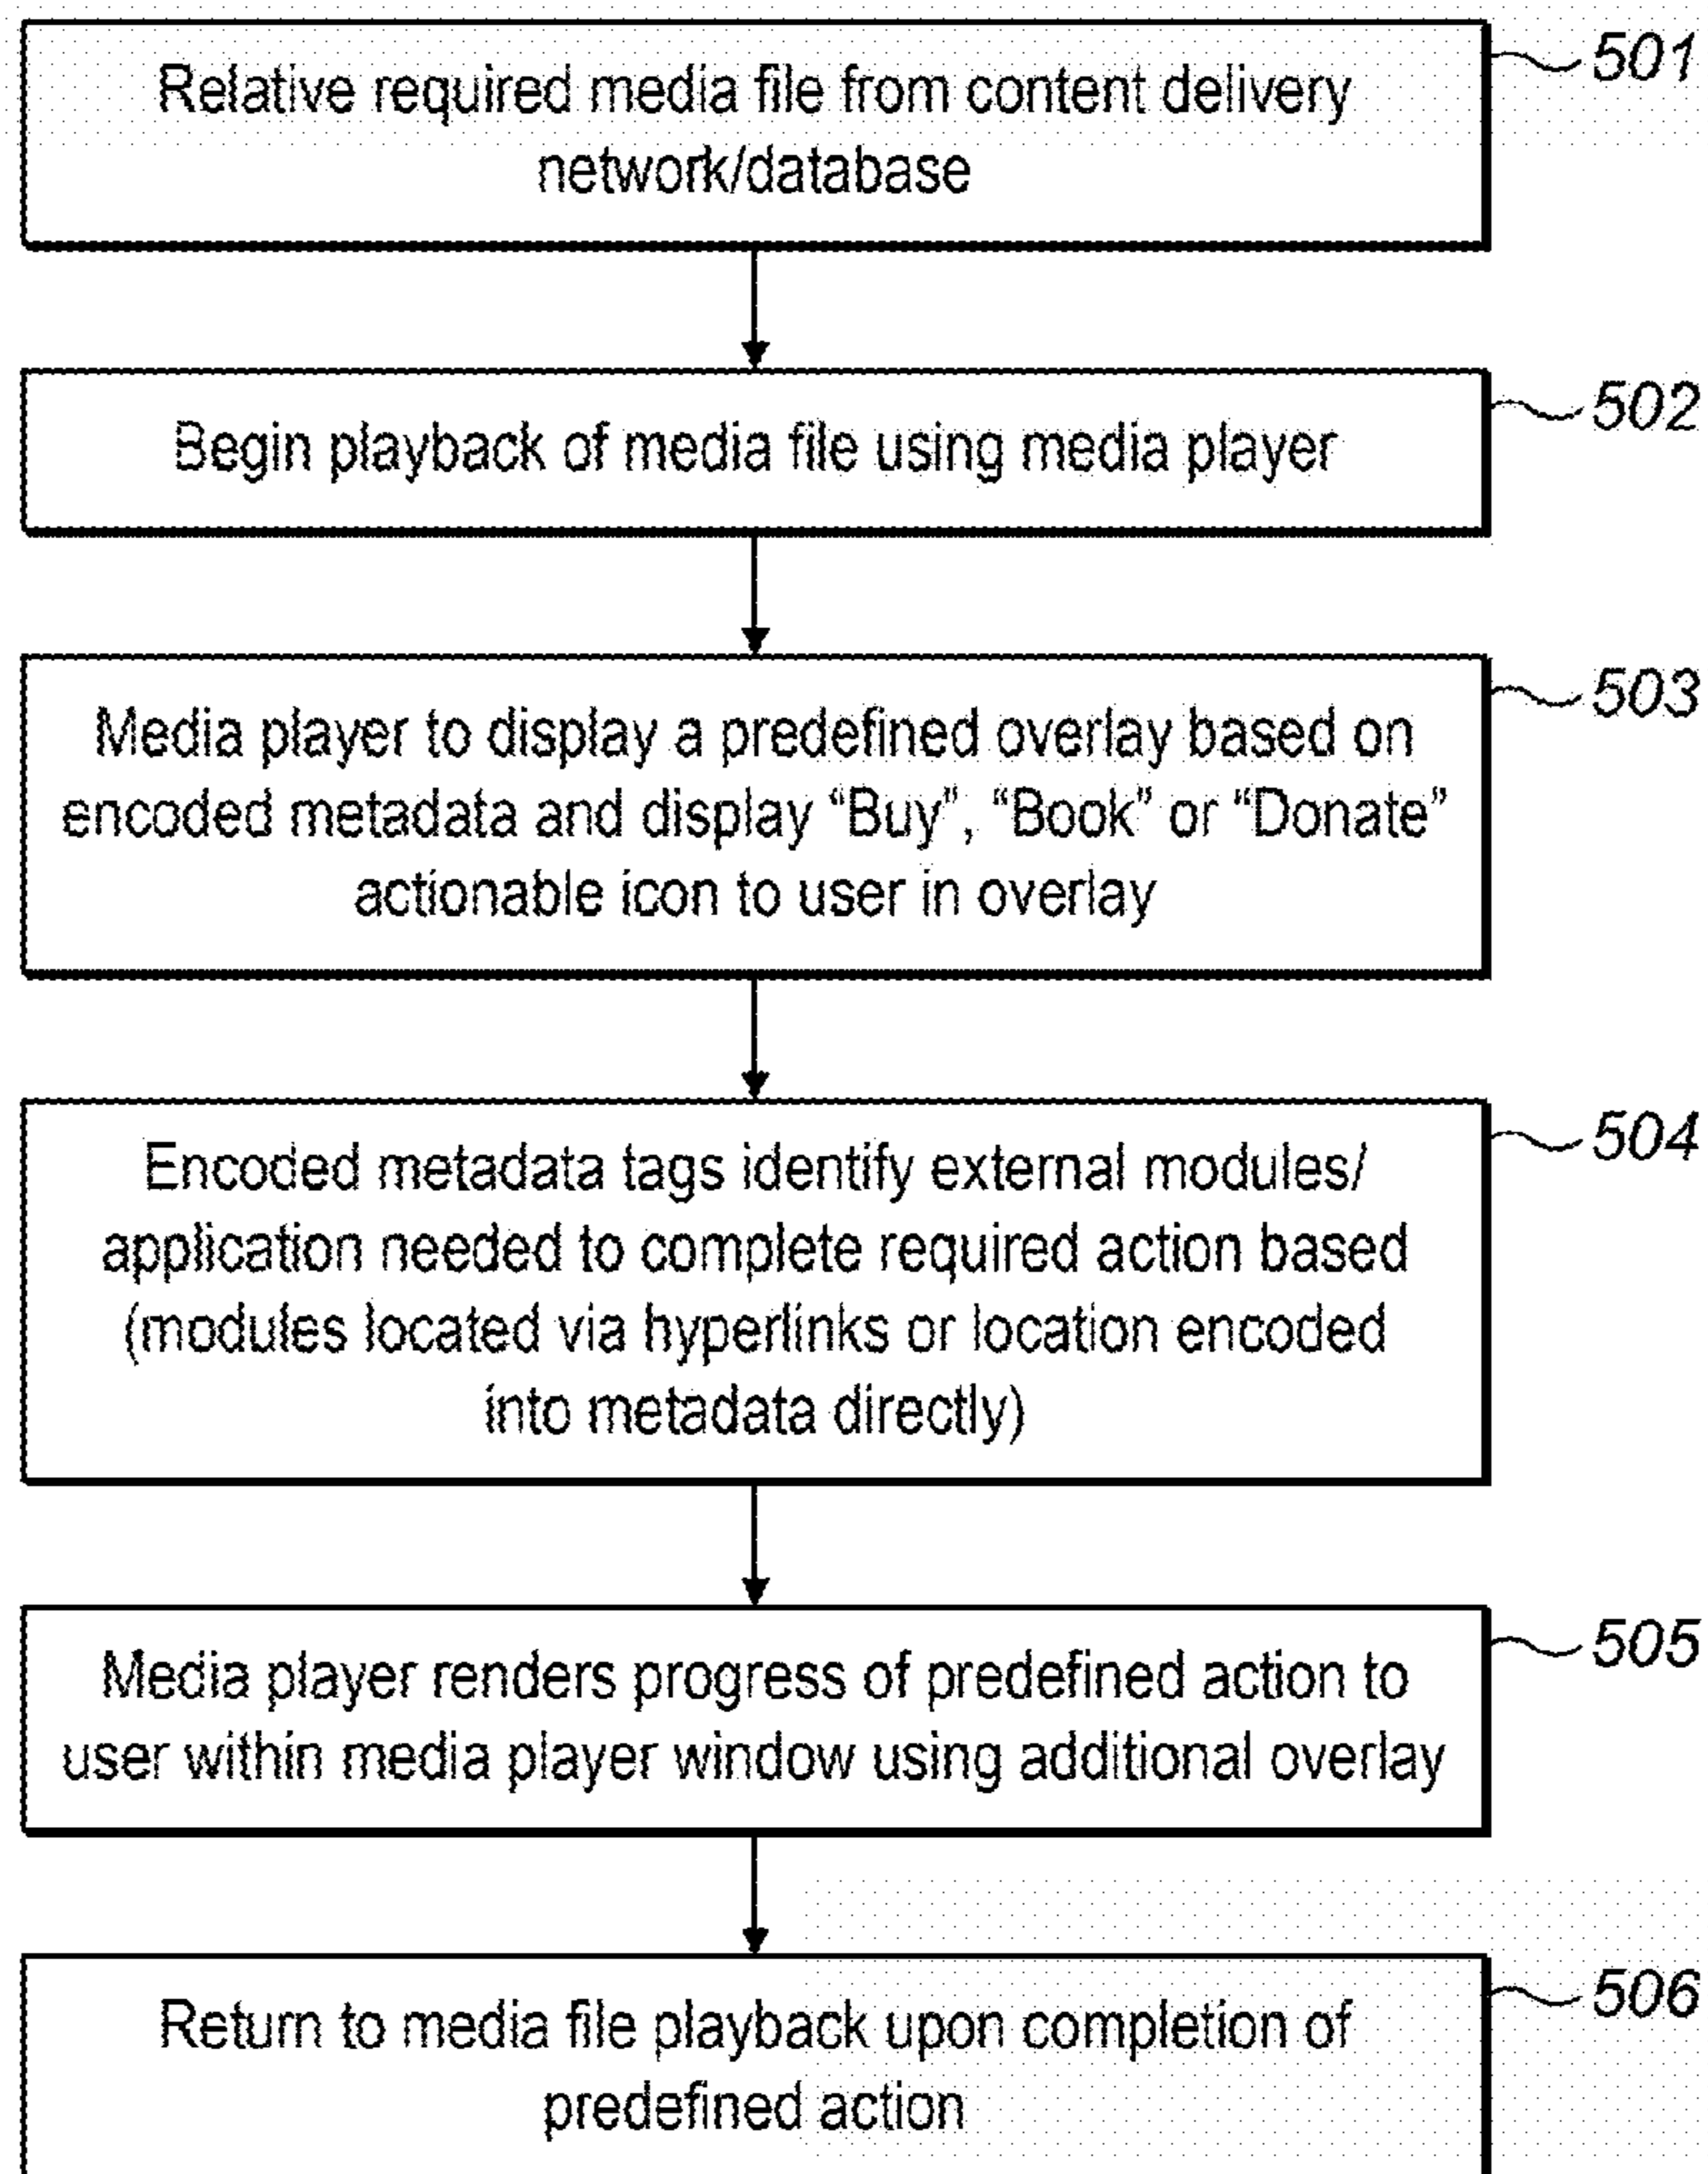 Relative required media file from content delivery
network/database
501
Begin playback of media file using media player
502
Media player to display a predefined overlay based on
encoded metadata and display “Buy”, “Book” or “Donate”
actionable icon to user in overlay
503
Encoded metadata tags identify external modules/
application needed to complete required action based
(modules located via hyperlinks or location encoded
into metadata directly)
504
Media player renders progress of predefined action to
user within media player window using additional overlay
505
Return to media file playback upon completion of
predefined action
506